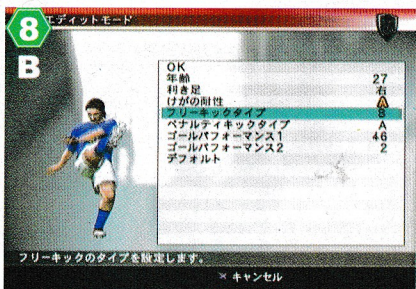 8
エディットモード
B
OK
年齢 27
利き足 右
けがの耐性 A
フリーキックタイプ 8
ペナルティキックタイプ A
ゴールパフォーマンス1 46
ゴールパフォーマンス2 2
デフォルト
フリーキックのタイプを設定します。
× キャンセル